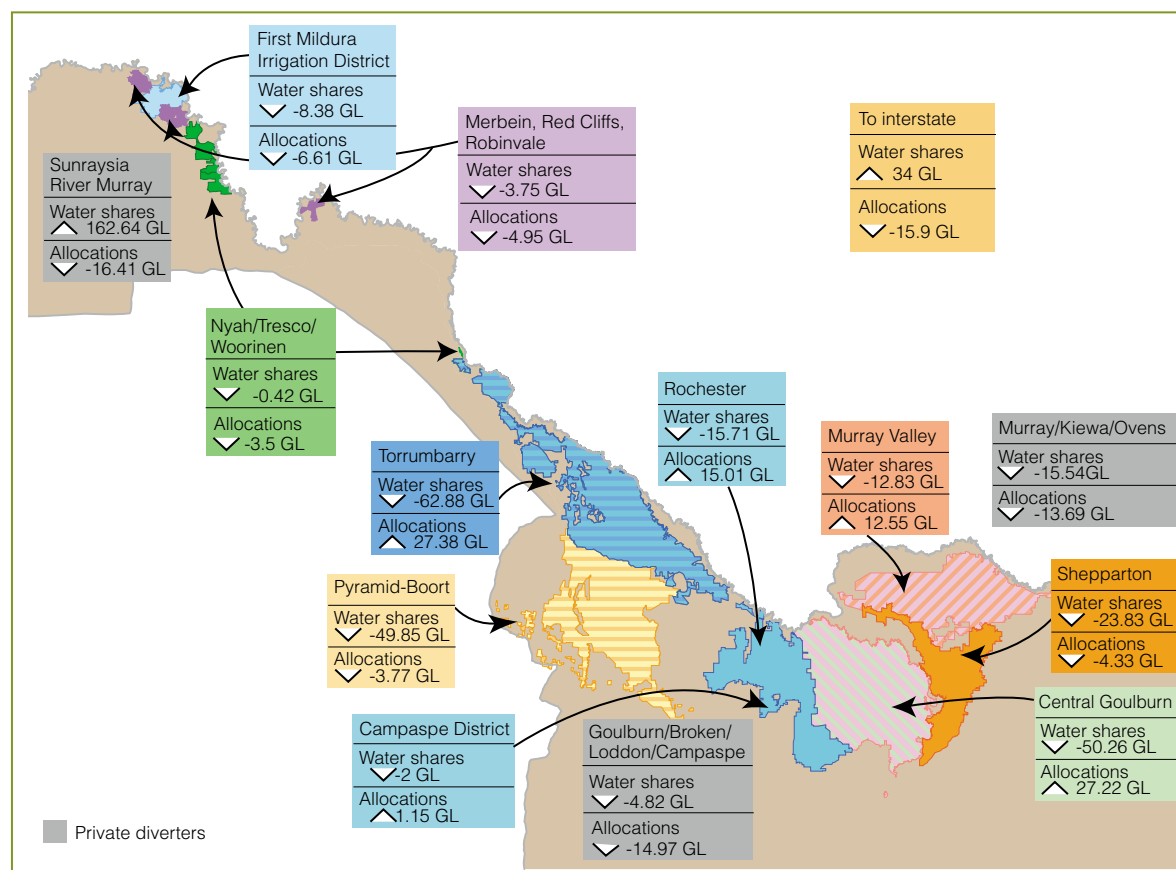 First Mildura
Irrigation District
Water shares
-8.38 GL
Allocations
-6.61 GL
Merbein, Red Cliffs,
Robinvale
Water shares
-3.75 GL
Allocations
-4.95 GL
To interstate
Water shares
34 GL
Allocations
-15.9 GL
Sunraysia
River Murray
Water shares
162.64 GL
Allocations
-16.41 GL
Nyah/Tresco/
Woorinen
Water shares
-0.42 GL
Allocations
-3.5 GL
Rochester
Water shares
-15.71 GL
Allocations
15.01 GL
Murray Valley
Water shares
-12.83 GL
Allocations
12.55 GL
Murray/Kiewa/Ovens
Water shares
-15.54GL
Allocations
-13.69 GL
Torrumbarry
Water shares
-62.88 GL
Allocations
27.38 GL
Pyramid-Boort
Water shares
-49.85 GL
Allocations
-3.77 GL
Shepparton
Water shares
-23.83 GL
Allocations
-4.33 GL
Central Goulburn
Water shares
-50.26 GL
Allocations
27.22 GL
Campaspe District
Water shares
-2 GL
Allocations
1.15 GL
Goulburn/Broken/
Loddon/Campaspe
Water shares
-4.82 GL
Allocations
-14.97 GL
Private diverters